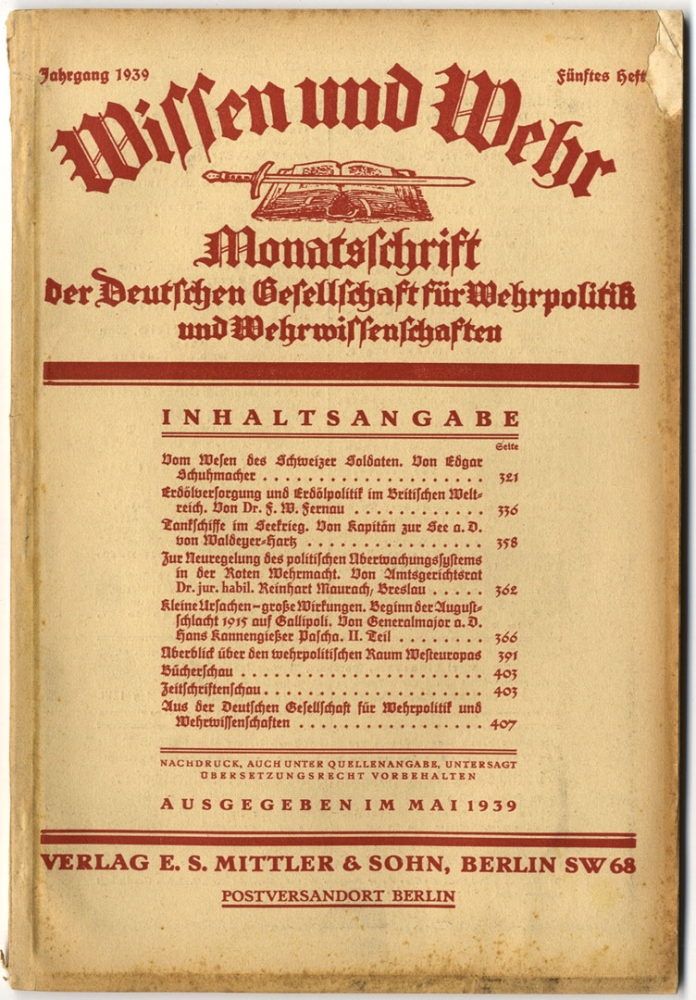 Jahrgang 1939
Fünftes Heft
Wissen und Wehr
Monatsschrift
der Deutschen Gesellschaft für Wehrpolitik
und Wehrwissenschaften
INHALTSANGABE
Seite
Vom Wesen des Schweizer Soldaten. Von Edgar
Schuhmacher . . . . . . . . . . . . . . . . . . . . 321
Erdölversorgung und Erdölpolitik im Britischen Welt-
reich. Von Dr. F. W. Fernau . . . . . . . . . . . . 336
Tankschiffe im Seekrieg. Von Kapitän zur See a. D.
von Waldeyer-Hartz . . . . . . . . . . . . . . . 358
Zur Neuregelung des politischen Überwachungssystems
in der Roten Wehrmacht. Von Amtsgerichtsrat
Dr. jur. habil. Reinhart Maurach, Breslau . . . . . 362
Kleine Ursachen – große Wirkungen. Beginn der August-
schlacht 1915 auf Gallipoli. Von Generalmajor a. D.
Hans Kannengießer Pascha. II. Teil . . . . . . . . 366
Überblick über den wehrpolitischen Raum Westeuropas 391
Bücherschau . . . . . . . . . . . . . . . . . . . . . . 403
Zeitschriftenschau . . . . . . . . . . . . . . . . . . . 403
Aus der Deutschen Gesellschaft für Wehrpolitik und
Wehrwissenschaften . . . . . . . . . . . . . . . . 407
NACHDRUCK, AUCH UNTER QUELLENANGABE, UNTERSAGT
ÜBERSETZUNGSRECHT VORBEHALTEN
AUSGEGEBEN IM MAI 1939
VERLAG E. S. MITTLER & SOHN, BERLIN SW 68
POSTVERSANDORT BERLIN